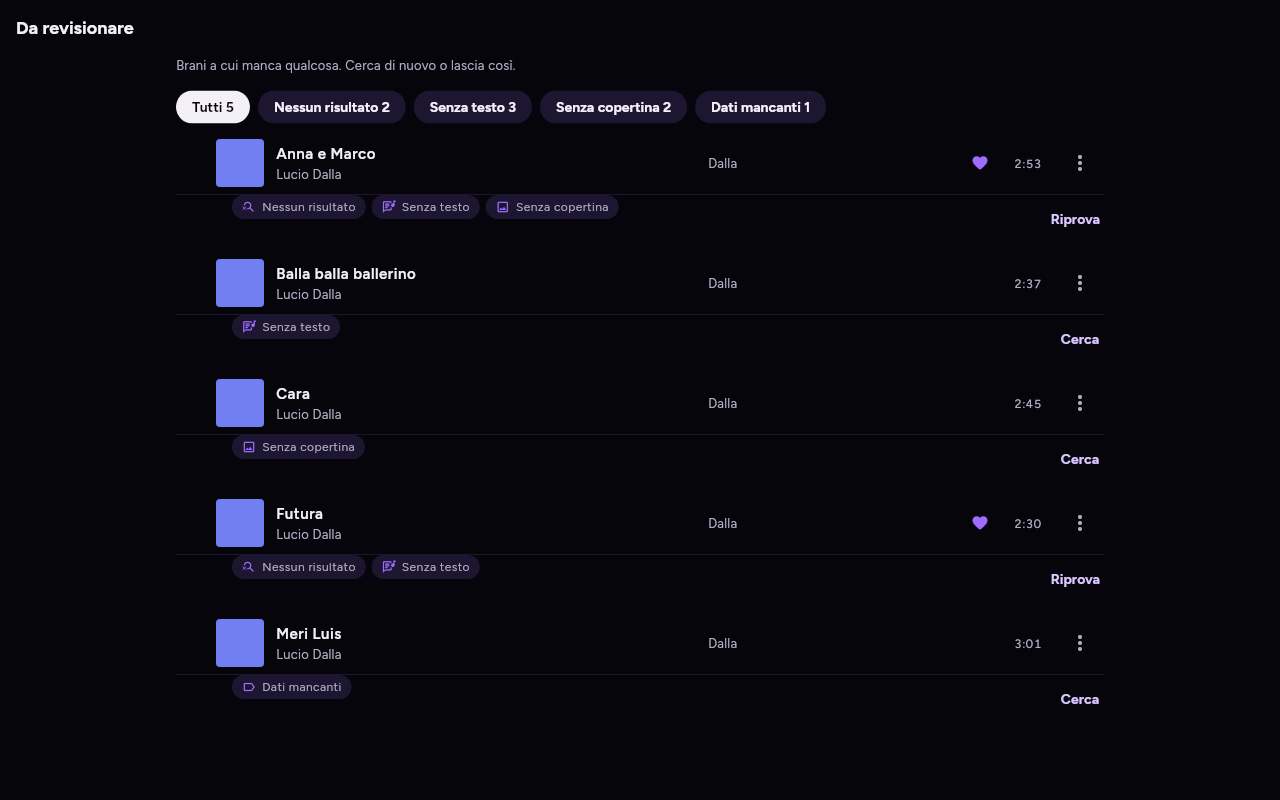 Da revisionare
Brani a cui manca qualcosa. Cerca di nuovo o lascia così.
Tutti 5 Nessun risultato 2 Senza testo 3 Senza copertina 2 Dati mancanti 1
Anna e Marco
Lucio Dalla
Dalla
2:53
Nessun risultato Senza testo Senza copertina
Riprova
Balla balla ballerino
Lucio Dalla
Dalla
2:37
Senza testo
Cerca
Cara
Lucio Dalla
Dalla
2:45
Senza copertina
Cerca
Futura
Lucio Dalla
Dalla
2:30
Nessun risultato Senza testo
Riprova
Meri Luis
Lucio Dalla
Dalla
3:01
Dati mancanti
Cerca